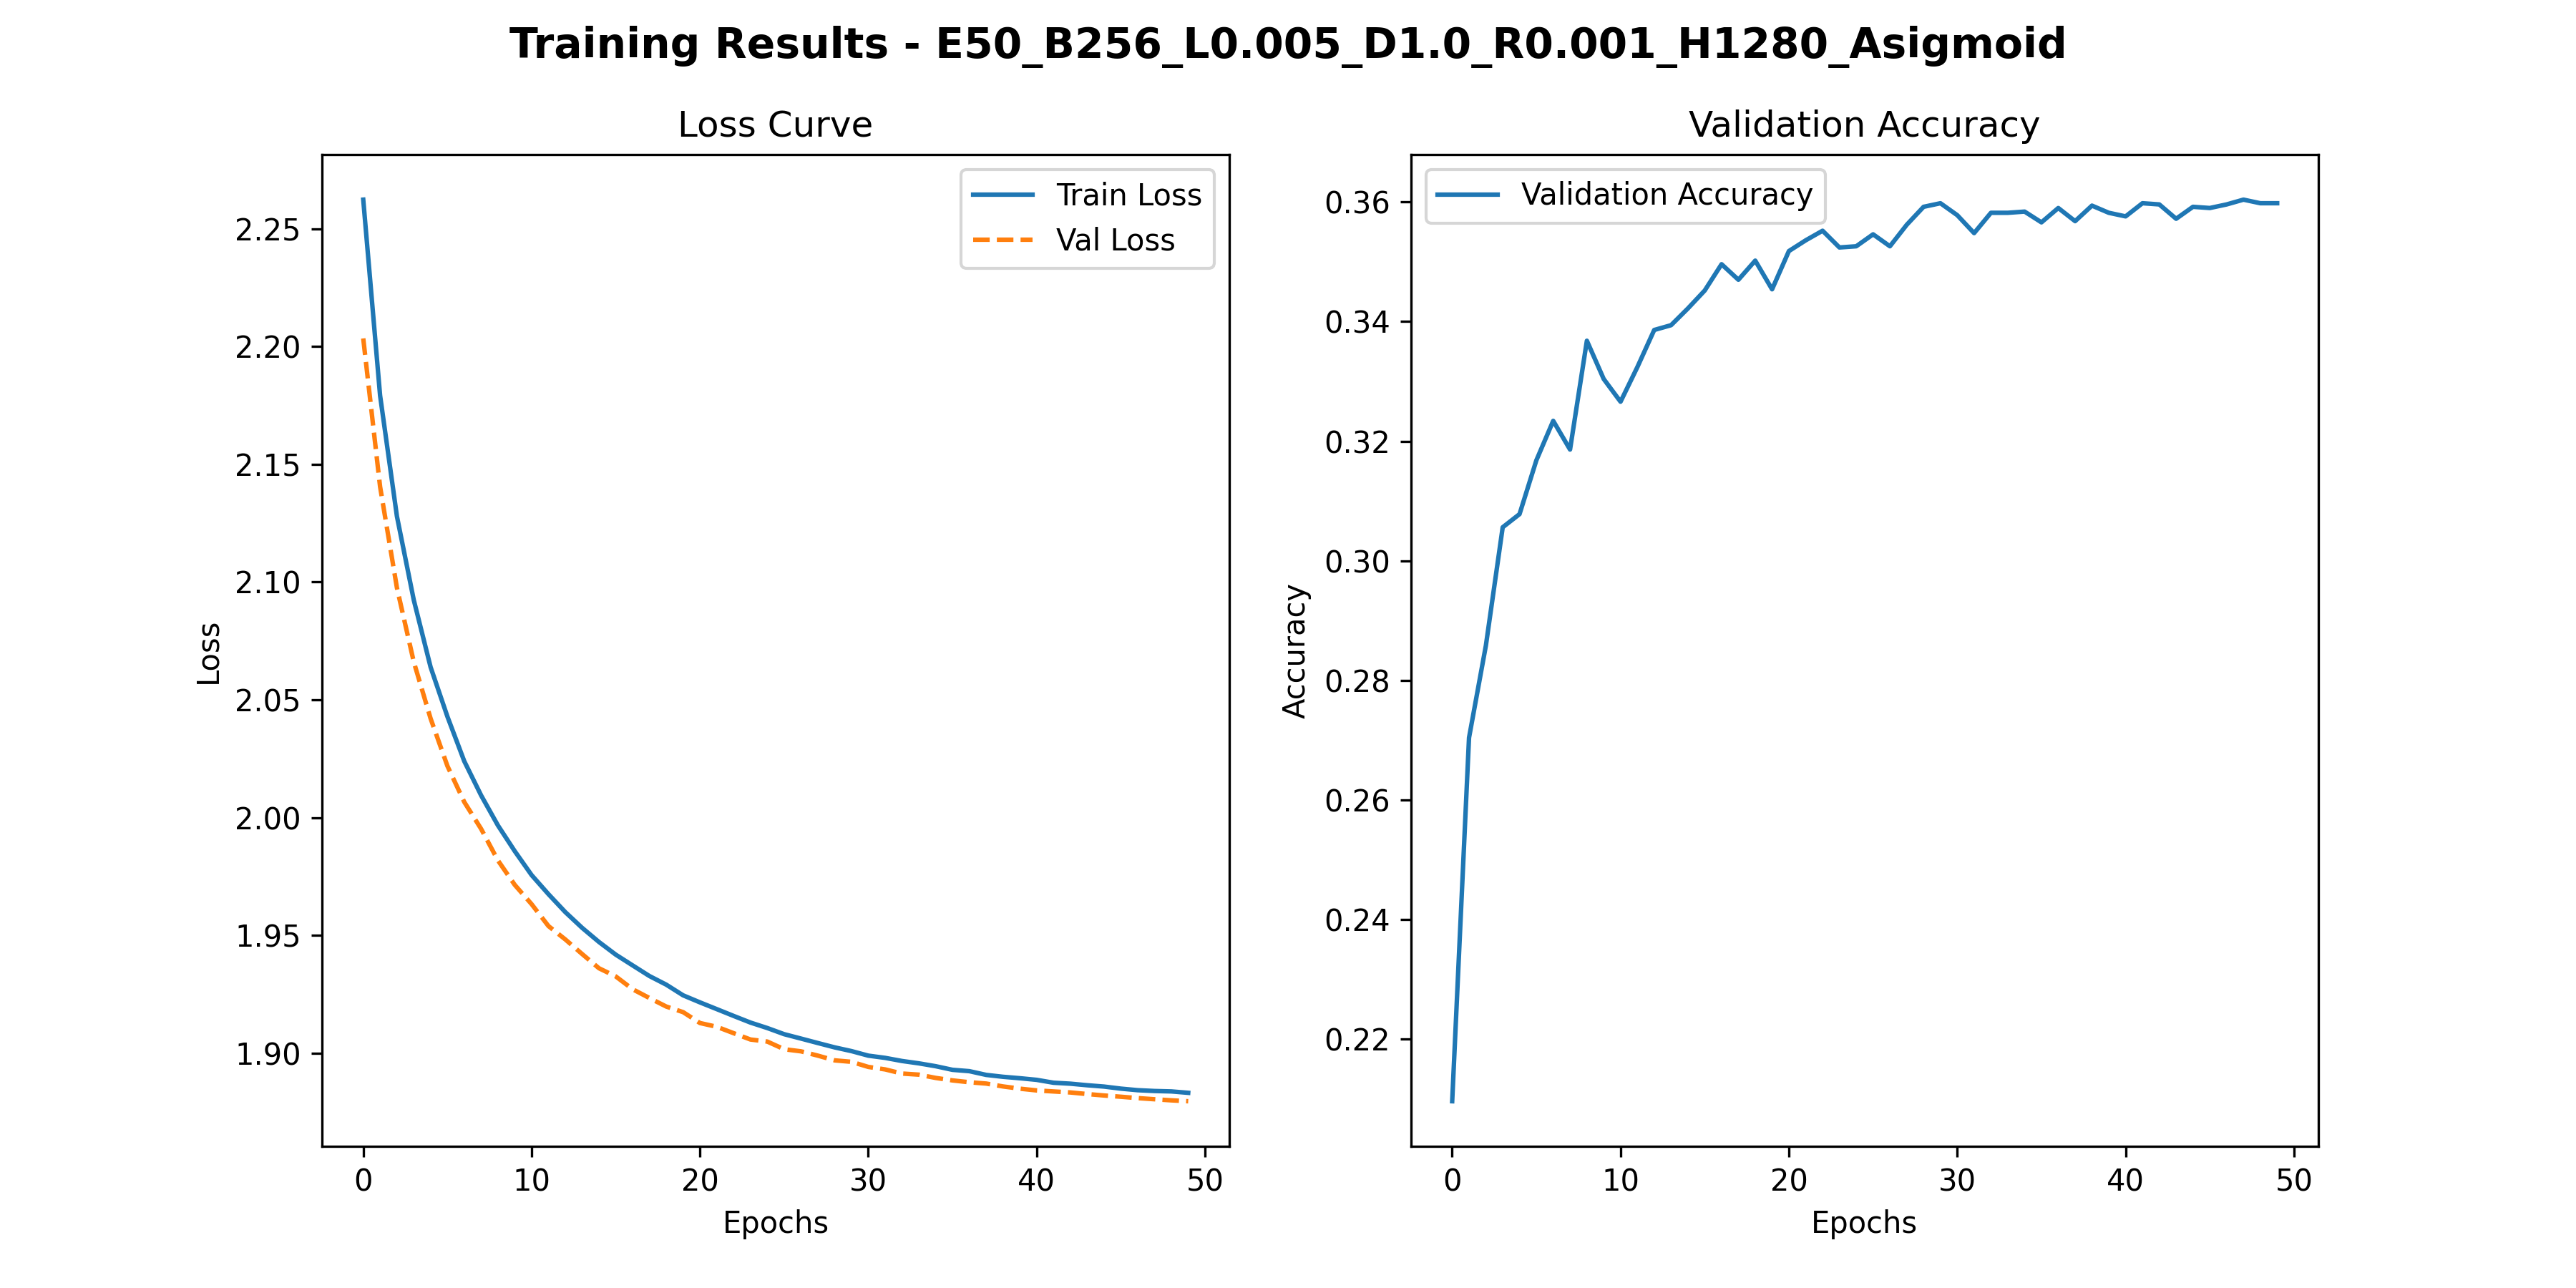 Training Results - E50_B256_L0.005_D1.0_R0.001_H1280_Asigmoid
Loss Curve
Train Loss
Val Loss
2.25
2.20
2.15
2.10
2.05
2.00
1.95
1.90
Loss
0
10
20
30
40
50
Epochs
Validation Accuracy
Validation Accuracy
0.36
0.34
0.32
0.30
0.28
0.26
0.24
0.22
Accuracy
0
10
20
30
40
50
Epochs